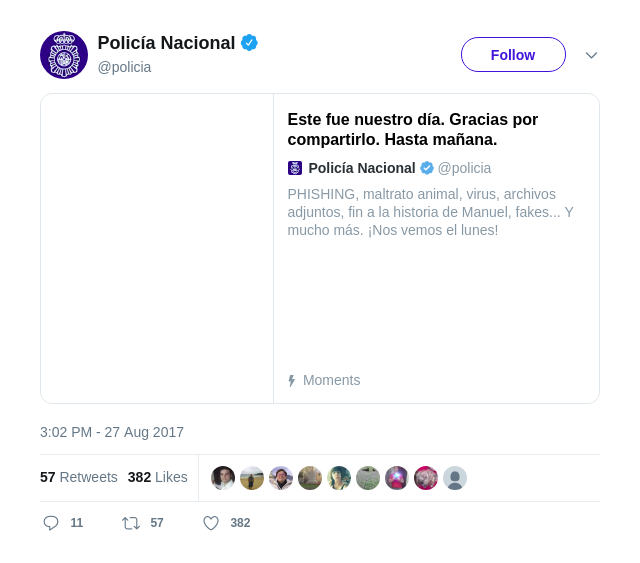 Policía Nacional
@policia
Follow
Este fue nuestro día. Gracias por
compartirlo. Hasta mañana.
Policía Nacional @policia
PHISHING, maltrato animal, virus, archivos
adjuntos, fin a la historia de Manuel, fakes... Y
mucho más. ¡Nos vemos el lunes!
Moments
3:02 PM - 27 Aug 2017
57 Retweets 382 Likes
11 57 382